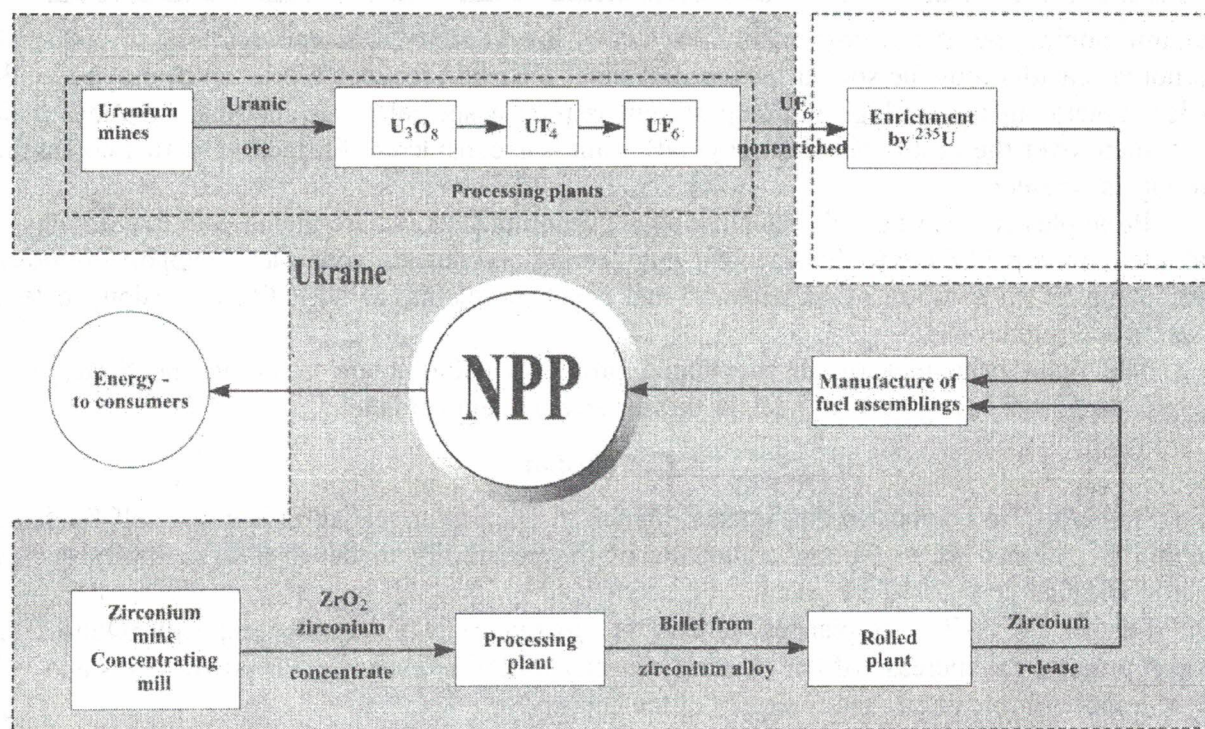 Uranium
mines
Uranic
ore
U₃O₈
UF₄
UF₆
Processing plants
UF₆
nonenriched
Enrichment
by ²³⁵U
Ukraine
Energy -
to consumers
NPP
Manufacture of
fuel assemblings
Zirconium
mine
Concentrating
mill
ZrO₂
zirconium
concentrate
Processing
plant
Billet from
zirconium alloy
Rolled
plant
Zircoium
release